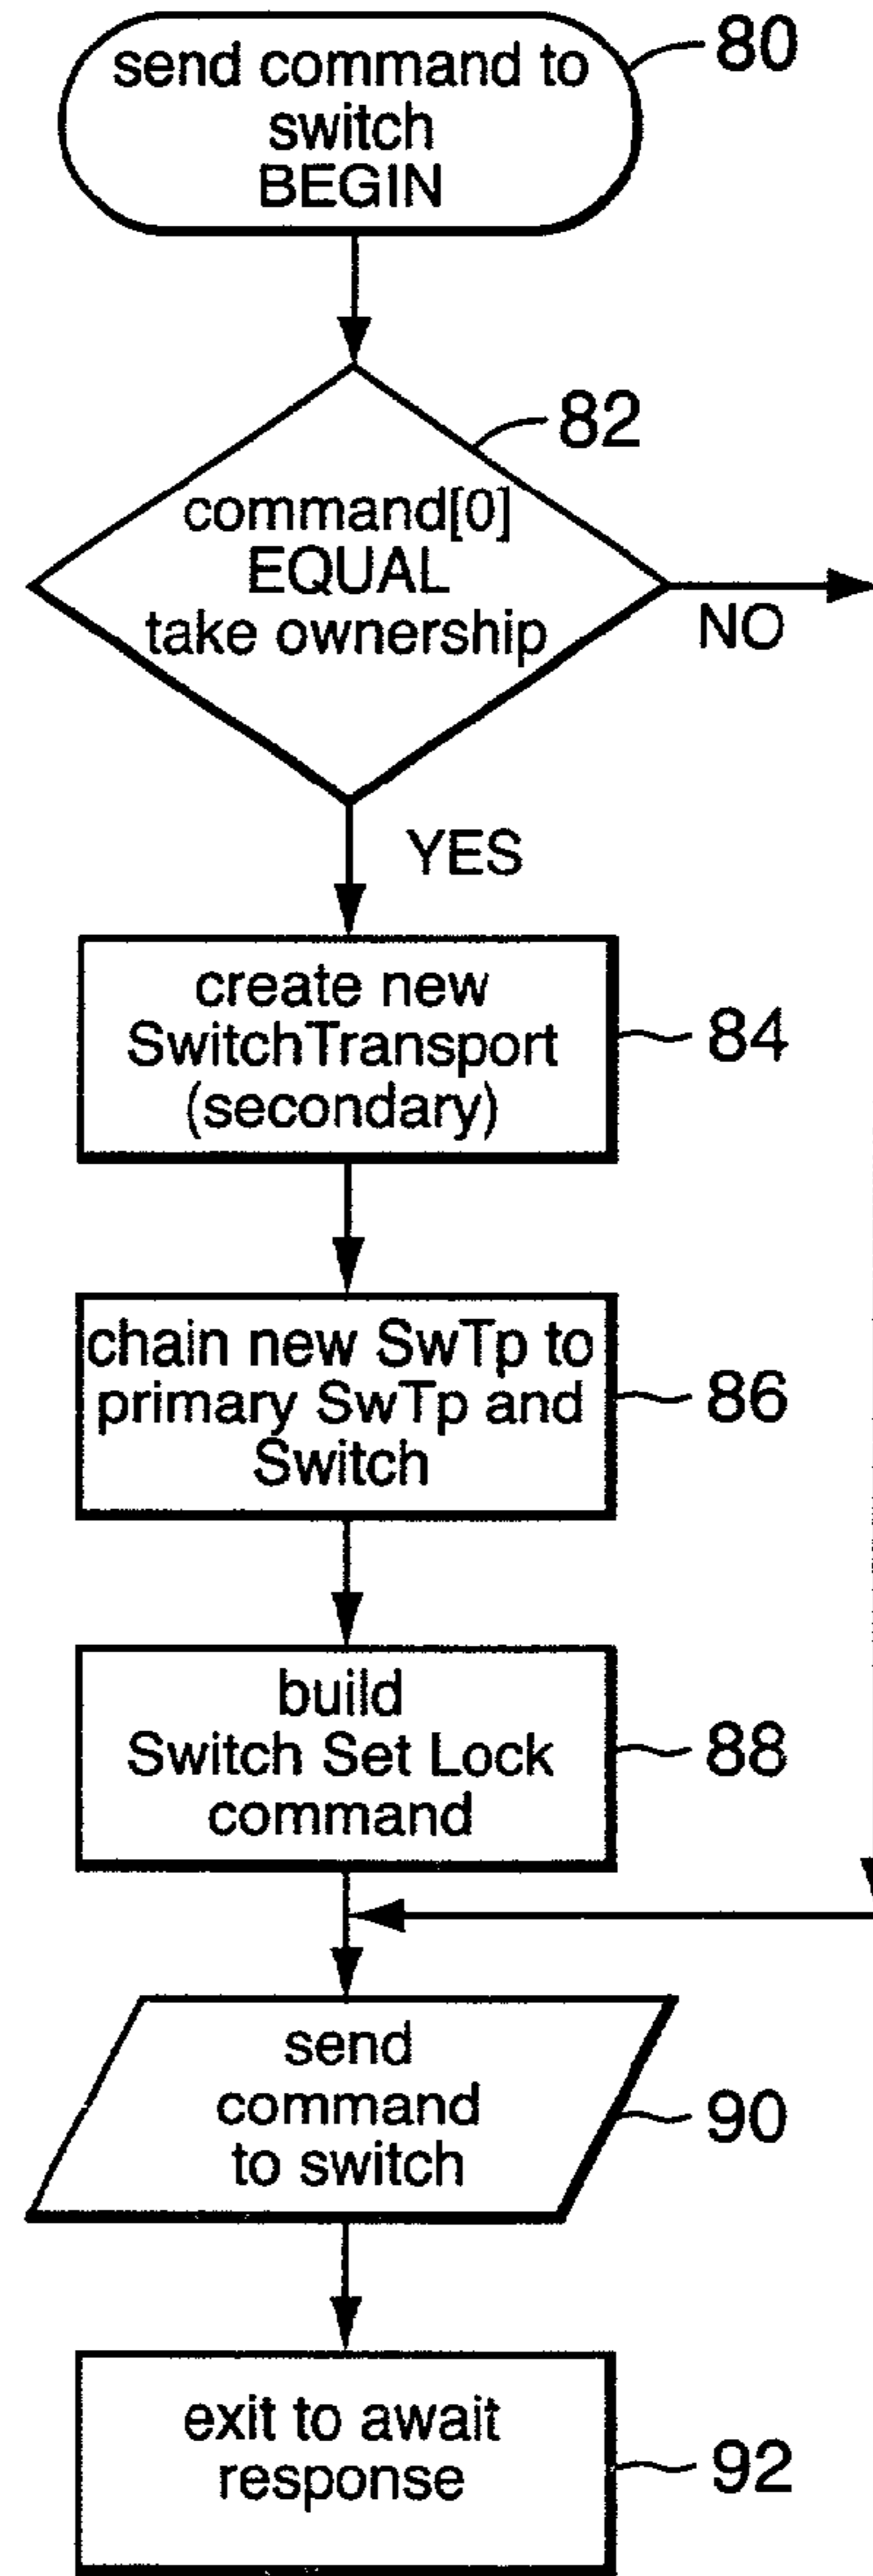 send command to
switch
BEGIN
80
82
command[0]
EQUAL
take ownership
NO
YES
create new
SwitchTransport
(secondary)
84
chain new SwTp to
primary SwTp and
Switch
86
build
Switch Set Lock
command
88
send
command
to switch
90
exit to await
response
92